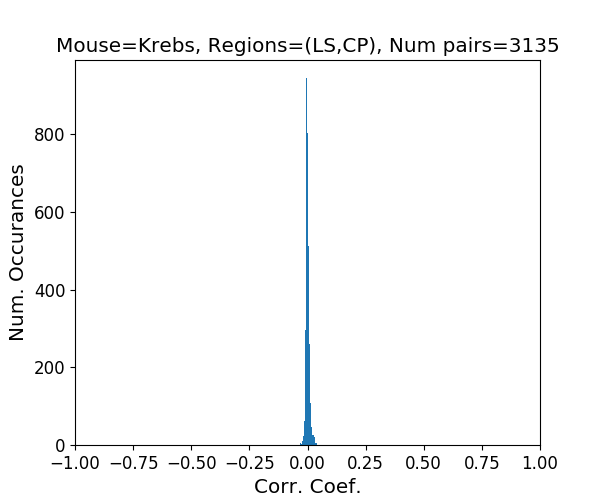 Mouse=Krebs, Regions=(LS,CP), Num pairs=3135
Num. Occurances
800
600
400
200
0
−1.00 −0.75 −0.50 −0.25 0.00 0.25 0.50 0.75 1.00
Corr. Coef.